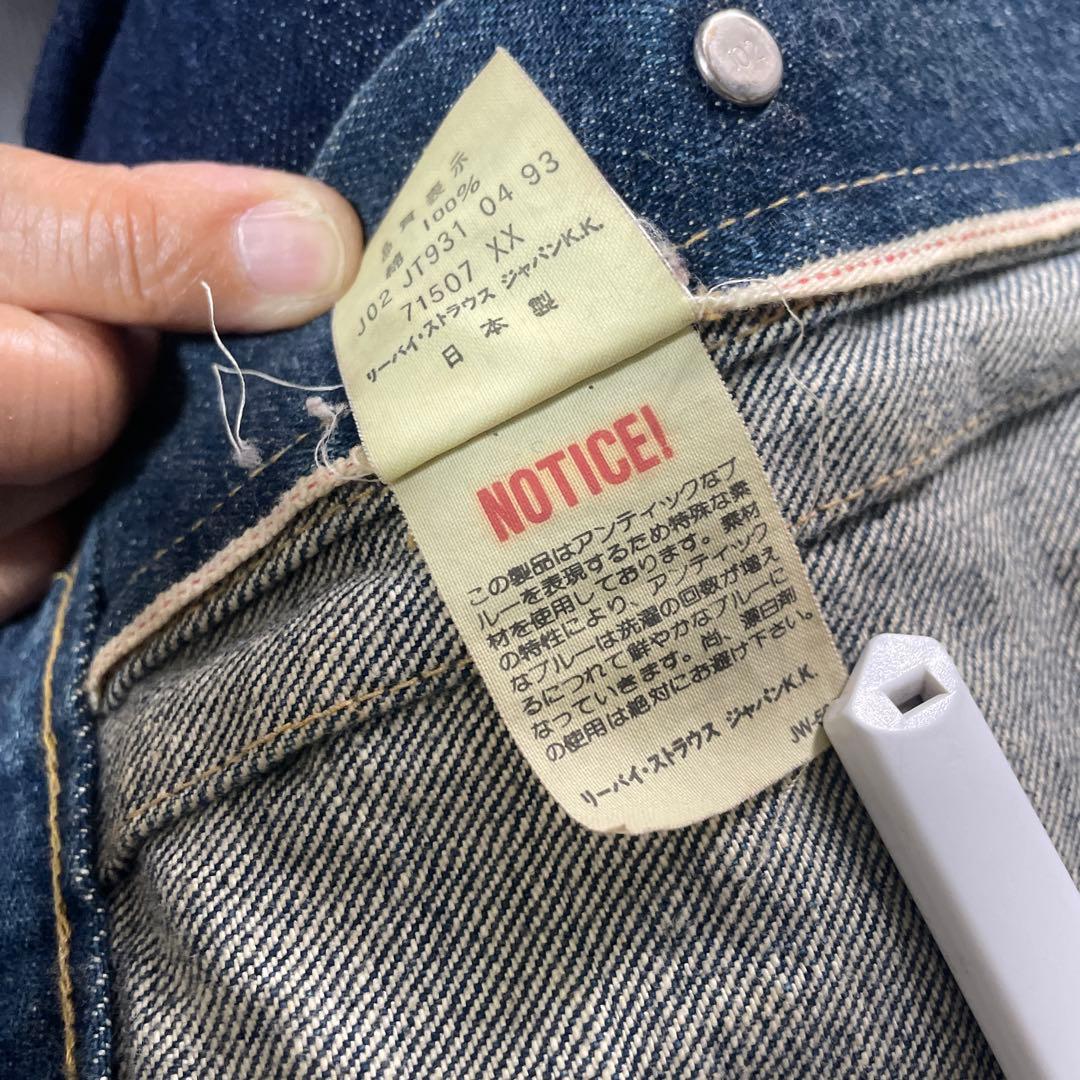 J02
品質表示
綿 100%
J02 JT931 04 93
71507 XX
リーバイ・ストラウス ジャパンK.K.
日本製
NOTICE!
この製品はアンティックなブ
ルーを表現するため特殊な素
材を使用しております。素材
の特性により、アンティック
なブルーは洗濯の回数が増え
るにつれて鮮やかなブルーに
なっていきます。尚、漂白剤
の使用は絶対にお避け下さい。
リーバイ・ストラウス ジャパンK.K.